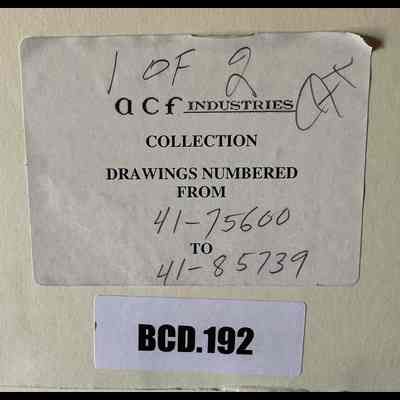 1 OF 2
acf INDUSTRIES
COLLECTION
DRAWINGS NUMBERED
FROM
41-75600
TO
41-85739
BCD.192